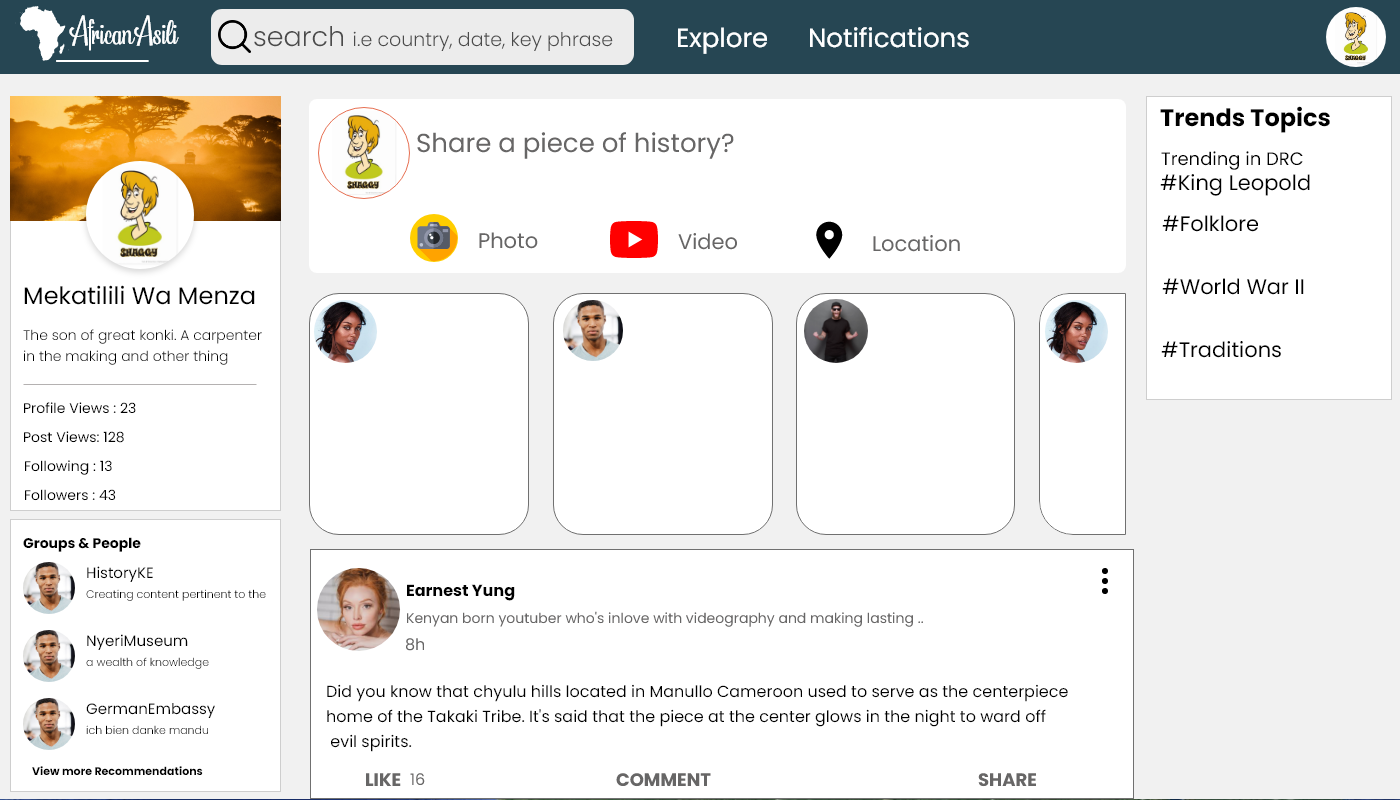 AfricanAsili
search i.e country, date, key phrase
Explore
Notifications
SHAGGY
SHAGGY
Mekatilili Wa Menza
The son of great konki. A carpenter
in the making and other thing
Profile Views : 23
Post Views: 128
Following : 13
Followers : 43
Groups & People
HistoryKE
Creating content pertinent to the
NyeriMuseum
a wealth of knowledge
GermanEmbassy
ich bien danke mandu
View more Recommendations
SHAGGY
Share a piece of history?
Photo
Video
Location
Earnest Yung
Kenyan born youtuber who's inlove with videography and making lasting ..
8h
Did you know that chyulu hills located in Manullo Cameroon used to serve as the centerpiece
home of the Takaki Tribe. It's said that the piece at the center glows in the night to ward off
evil spirits.
LIKE 16
COMMENT
SHARE
Trends Topics
Trending in DRC
#King Leopold
#Folklore
#World War II
#Traditions